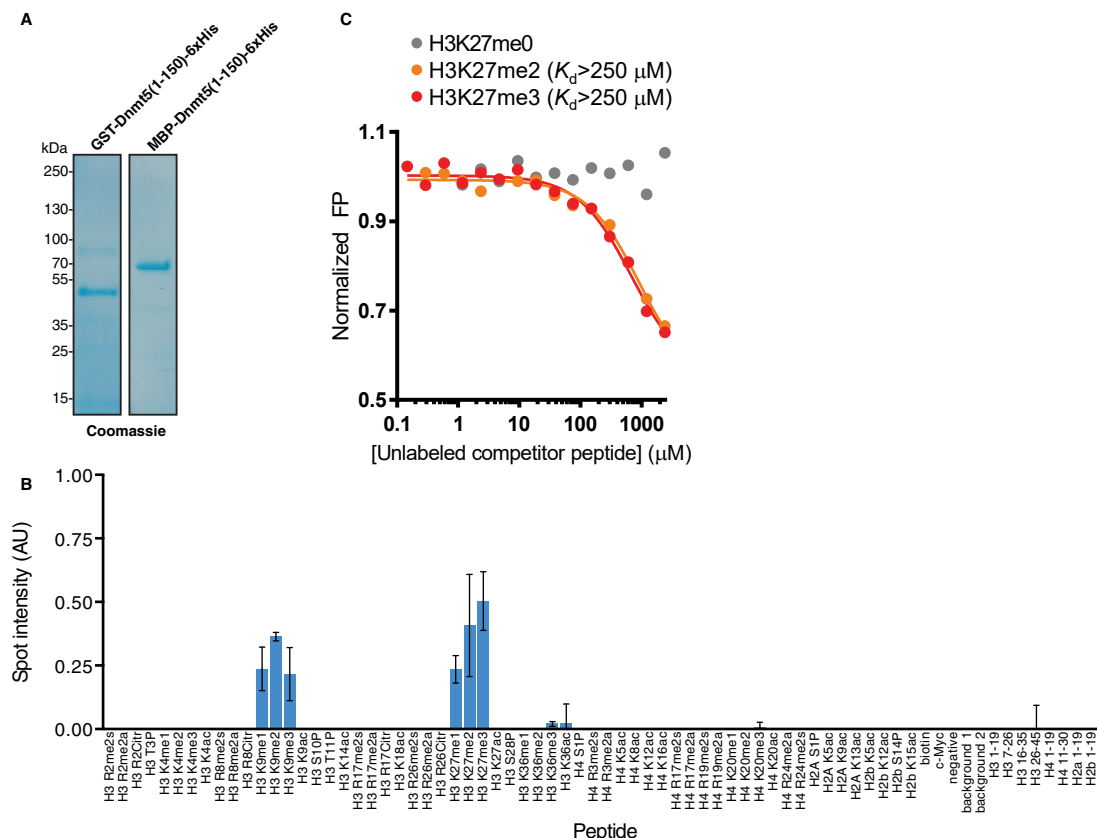 A
GST-Dnmt5(1-150)-6xHis
MBP-Dnmt5(1-150)-6xHis
kDa
250-
130-
100-
70-
55-
35-
25-
15-
Coomassie
C
H3K27me0
H3K27me2 (Kd>250 μM)
H3K27me3 (Kd>250 μM)
1.1
0.9
0.7
0.5
Normalized FP
0.1 1 10 100 1000
[Unlabeled competitor peptide] (μM)
B
1.00
0.75
0.50
0.25
0.00
Spot intensity (AU)
H3 R2me2s
H3 R2me2a
H3 R2Citr
H3 T3P
H3 K4me1
H3 K4me2
H3 K4me3
H3 K4ac
H3 R8me2s
H3 R8me2a
H3 R8Citr
H3 K9me1
H3 K9me2
H3 K9me3
H3 K9ac
H3 S10P
H3 T11P
H3 K14ac
H3 R17me2s
H3 R17me2a
H3 R17Citr
H3 K18ac
H3 R26me2s
H3 R26me2a
H3 R26Citr
H3 K27me1
H3 K27me2
H3 K27me3
H3 K27ac
H3 S28P
H3 K36me1
H3 K36me2
H3 K36me3
H3 K36ac
H4 S1P
H4 R3me2s
H4 R3me2a
H4 K5ac
H4 K8ac
H4 K12ac
H4 K16ac
H4 R17me2s
H4 R17me2a
H4 R19me2s
H4 R19me2a
H4 K20me1
H4 K20me2
H4 K20me3
H4 K20ac
H4 R24me2a
H4 R24me2s
H2A S1P
H2A K5ac
H2A K9ac
H2A K13ac
H2b K5ac
H2b K12ac
H2b S14P
H2b K15ac
biotin
c-Myc
negative
background 1
background 2
H3 1-19
H3 7-26
H3 16-35
H3 26-45
H4 1-19
H4 11-30
H2a 1-19
H2b 1-19
Peptide